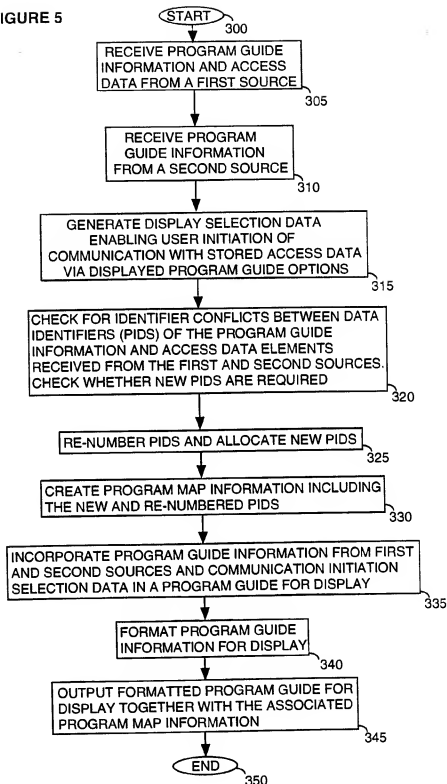 FIGURE 5
START
300
RECEIVE PROGRAM GUIDE
INFORMATION AND ACCESS
DATA FROM A FIRST SOURCE
305
RECEIVE PROGRAM
GUIDE INFORMATION
FROM A SECOND SOURCE
310
GENERATE DISPLAY SELECTION DATA
ENABLING USER INITIATION OF
COMMUNICATION WITH STORED ACCESS DATA
VIA DISPLAYED PROGRAM GUIDE OPTIONS
315
CHECK FOR IDENTIFIER CONFLICTS BETWEEN DATA
IDENTIFIERS (PIDS) OF THE PROGRAM GUIDE
INFORMATION AND ACCESS DATA ELEMENTS
RECEIVED FROM THE FIRST AND SECOND SOURCES.
CHECK WHETHER NEW PIDS ARE REQUIRED
320
RE-NUMBER PIDS AND ALLOCATE NEW PIDS
325
CREATE PROGRAM MAP INFORMATION INCLUDING
THE NEW AND RE-NUMBERED PIDS
330
INCORPORATE PROGRAM GUIDE INFORMATION FROM FIRST
AND SECOND SOURCES AND COMMUNICATION INITIATION
SELECTION DATA IN A PROGRAM GUIDE FOR DISPLAY
335
FORMAT PROGRAM GUIDE
INFORMATION FOR DISPLAY
340
OUTPUT FORMATTED PROGRAM GUIDE FOR
DISPLAY TOGETHER WITH THE ASSOCIATED
PROGRAM MAP INFORMATION
345
END
350